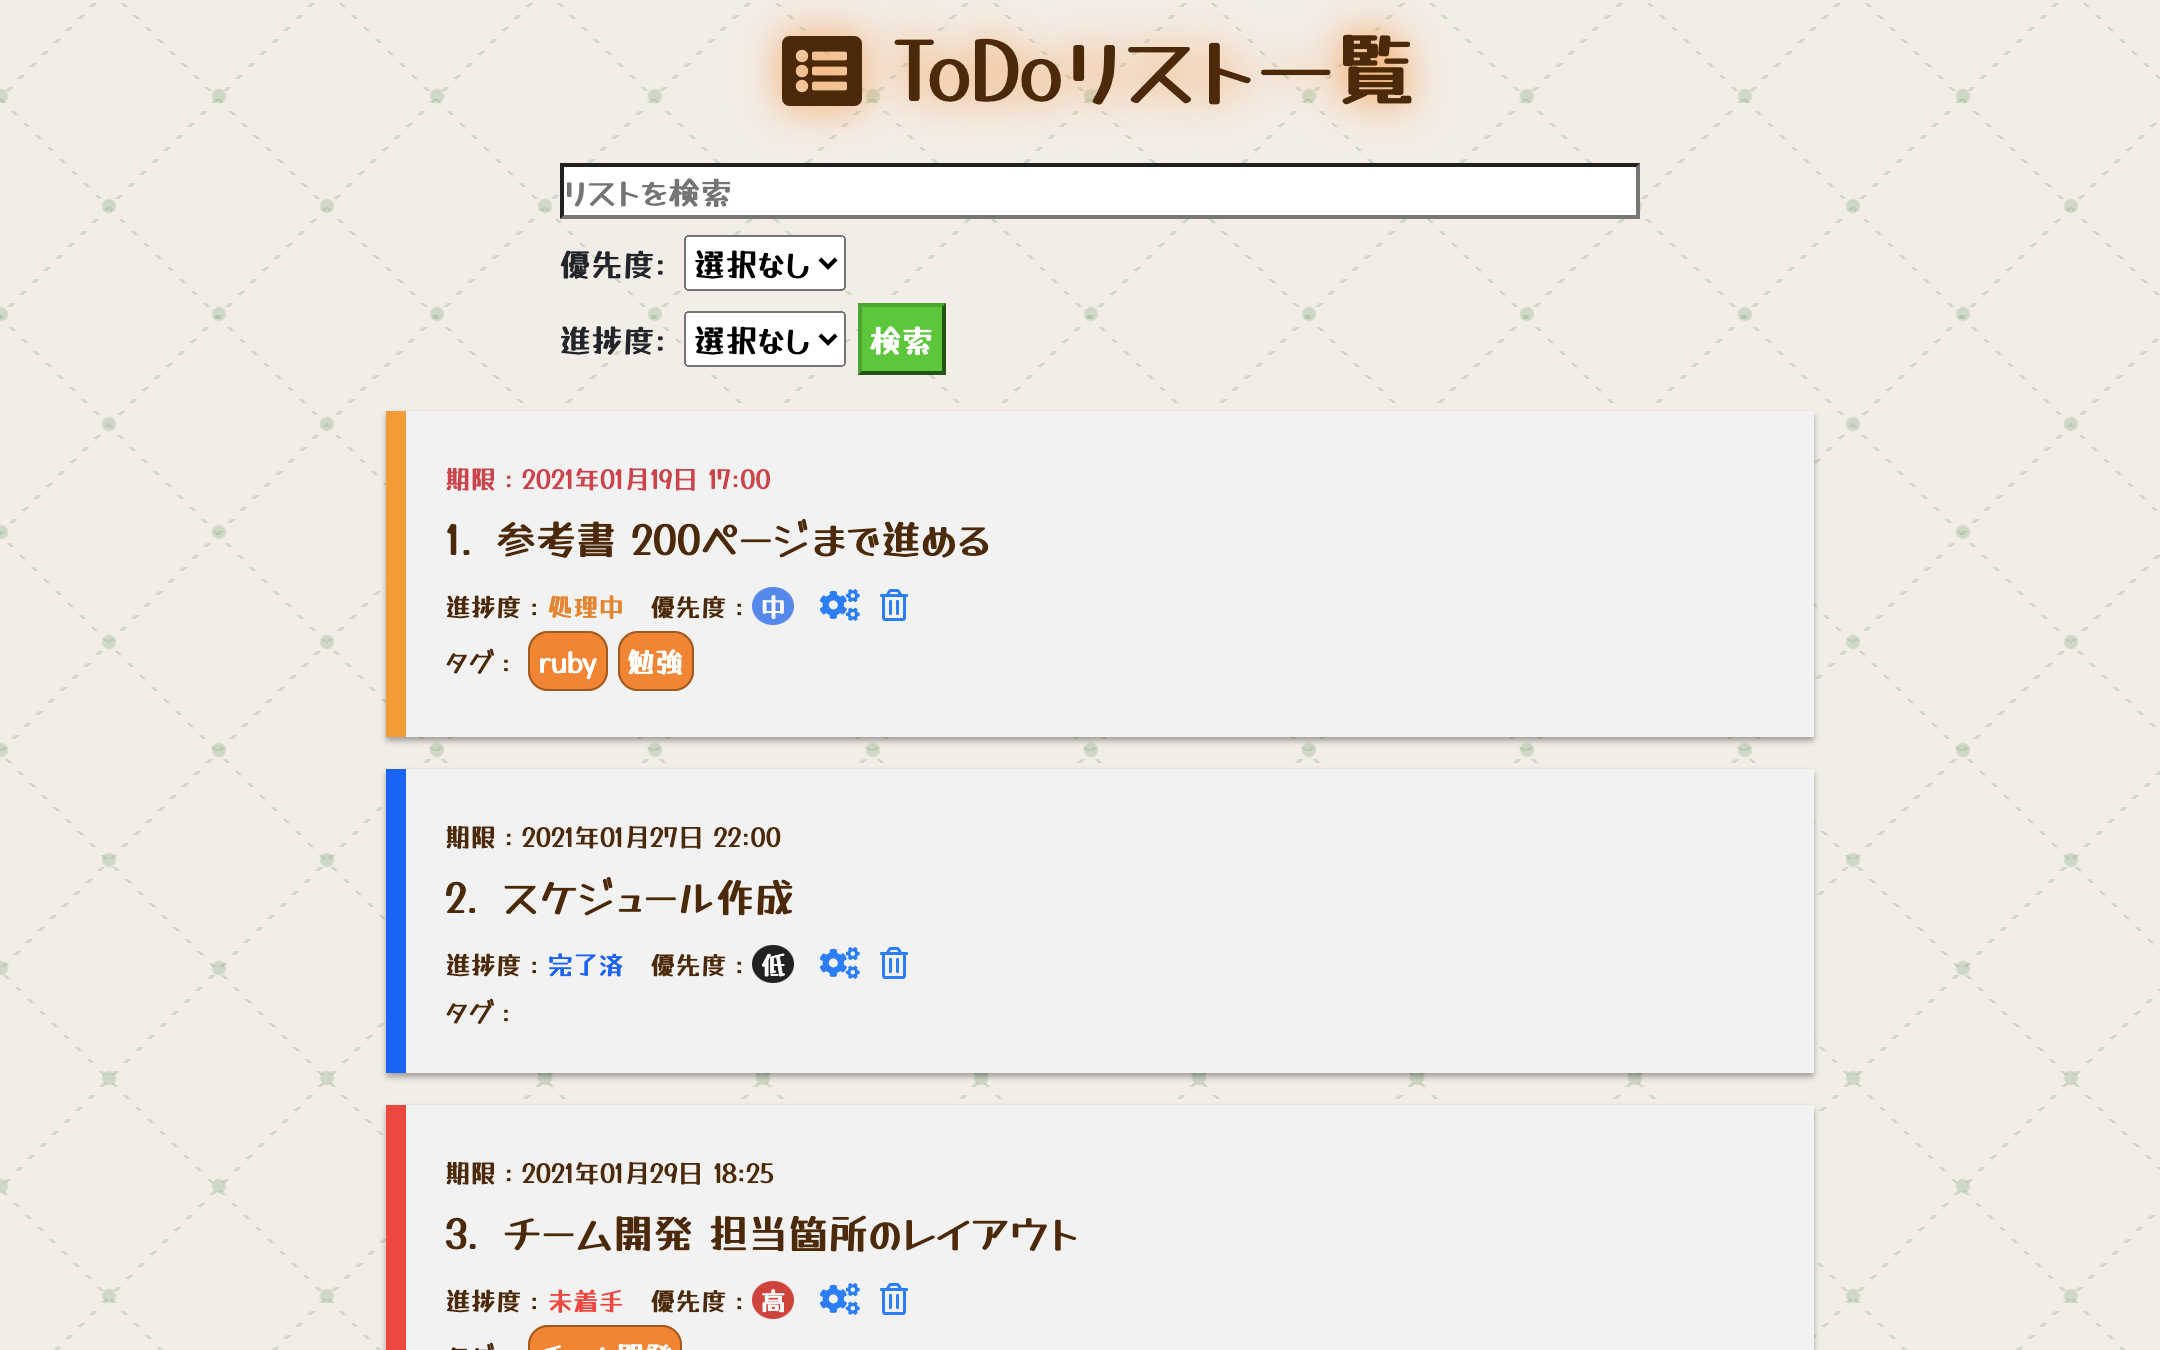 ToDoリスト一覧
リストを検索
優先度: 選択なし
進捗度: 選択なし 検索
期限 : 2021年01月19日 17:00
1. 参考書 200ページまで進める
進捗度 : 処理中 優先度 : 中
タグ : ruby 勉強
期限 : 2021年01月27日 22:00
2. スケジュール作成
進捗度 : 完了済 優先度 : 低
タグ :
期限 : 2021年01月29日 18:25
3. チーム開発 担当箇所のレイアウト
進捗度 : 未着手 優先度 : 高